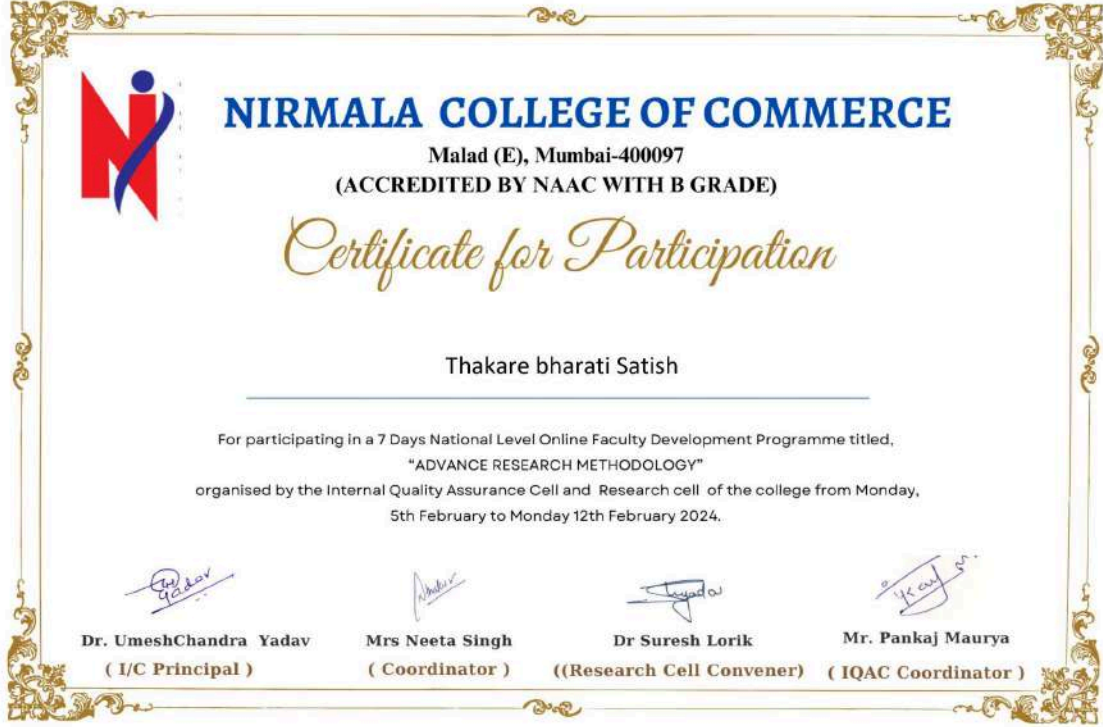 NIRMALA COLLEGE OF COMMERCE
Malad (E), Mumbai-400097
(ACCREDITED BY NAAC WITH B GRADE)
Certificate for Participation
Thakare bharati Satish
For participating in a 7 Days National Level Online Faculty Development Programme titled,
“ADVANCE RESEARCH METHODOLOGY”
organised by the Internal Quality Assurance Cell and Research cell of the college from Monday,
5th February to Monday 12th February 2024.
Dr. UmeshChandra Yadav
Mrs Neeta Singh
Dr Suresh Lorik
Mr. Pankaj Maurya
( I/C Principal )
( Coordinator )
((Research Cell Convener)
( IQAC Coordinator )